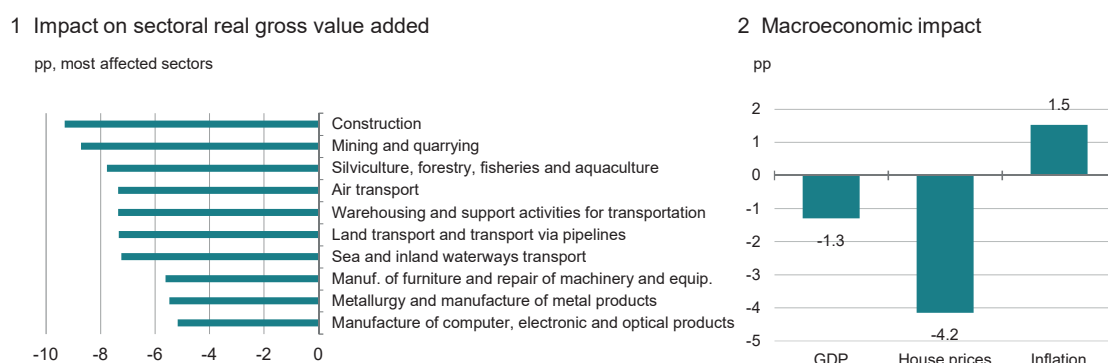 1 Impact on sectoral real gross value added
pp, most affected sectors
Construction
Mining and quarrying
Silviculture, forestry, fisheries and aquaculture
Air transport
Warehousing and support activities for transportation
Land transport and transport via pipelines
Sea and inland waterways transport
Manuf. of furniture and repair of machinery and equip.
Metallurgy and manufacture of metal products
Manufacture of computer, electronic and optical products
-10 -8 -6 -4 -2 0
2 Macroeconomic impact
pp
2
1
0
-1
-2
-3
-4
-5
1.5
-1.3
-4.2
GDP House prices Inflation